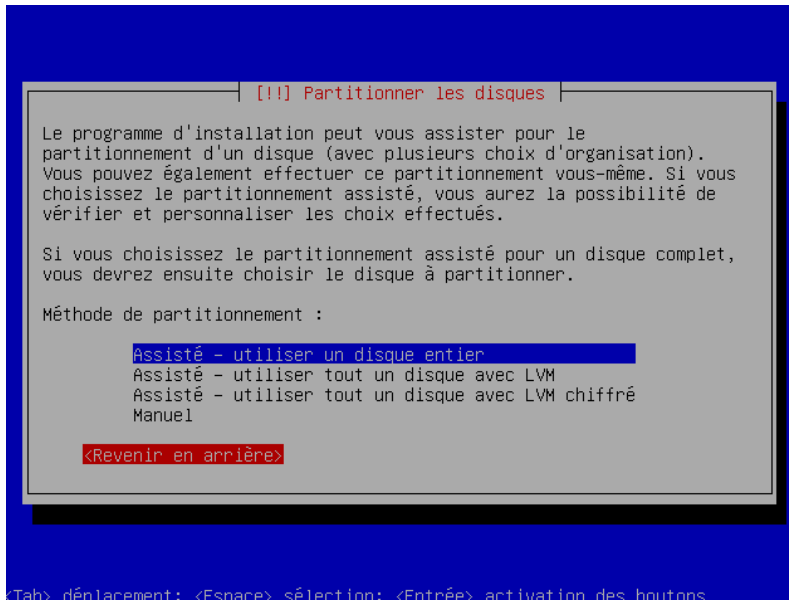 [!!] Partitionner les disques
Le programme d'installation peut vous assister pour le
partitionnement d'un disque (avec plusieurs choix d'organisation).
Vous pouvez également effectuer ce partitionnement vous-même. Si vous
choisissez le partitionnement assisté, vous aurez la possibilité de
vérifier et personnaliser les choix effectués.
Si vous choisissez le partitionnement assisté pour un disque complet,
vous devrez ensuite choisir le disque à partitionner.
Méthode de partitionnement :
Assisté - utiliser un disque entier
Assisté - utiliser tout un disque avec LVM
Assisté - utiliser tout un disque avec LVM chiffré
Manuel
<Revenir en arrière>
<Tab> déplacement; <Espace> sélection; <Entrée> activation des boutons